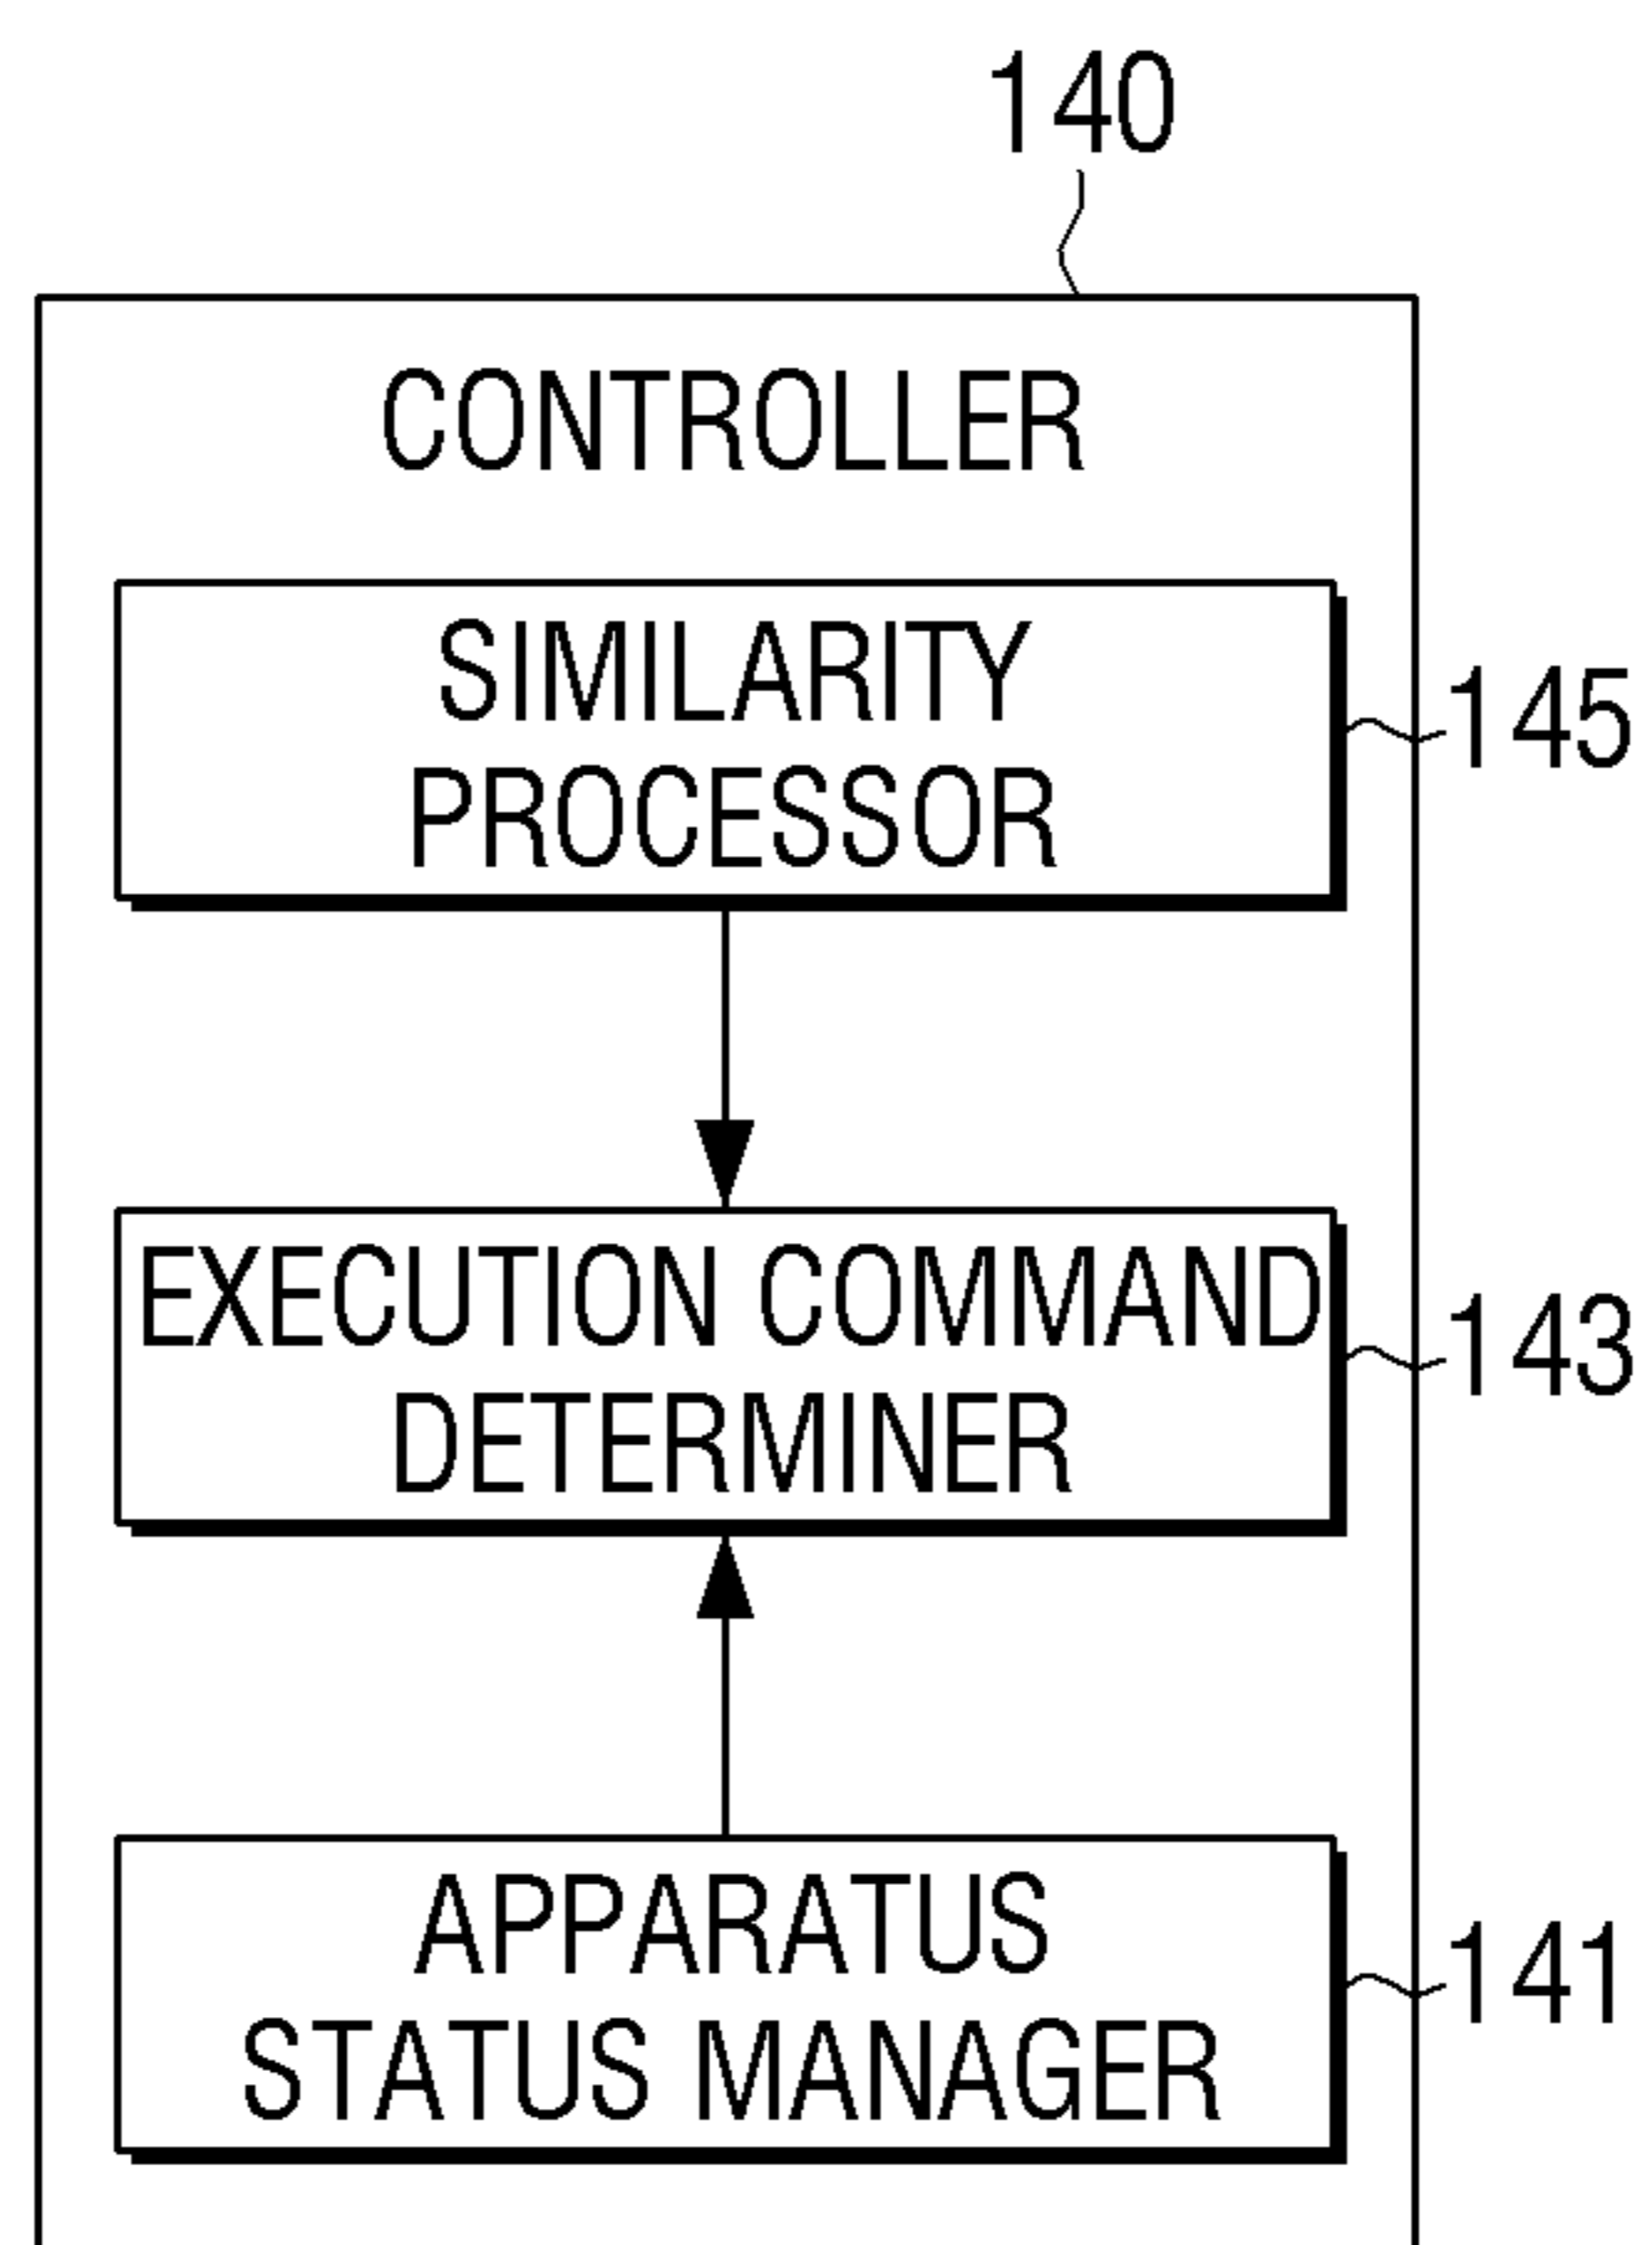 140
CONTROLLER
SIMILARITY
PROCESSOR
145
EXECUTION COMMAND
DETERMINER
143
APPARATUS
STATUS MANAGER
141